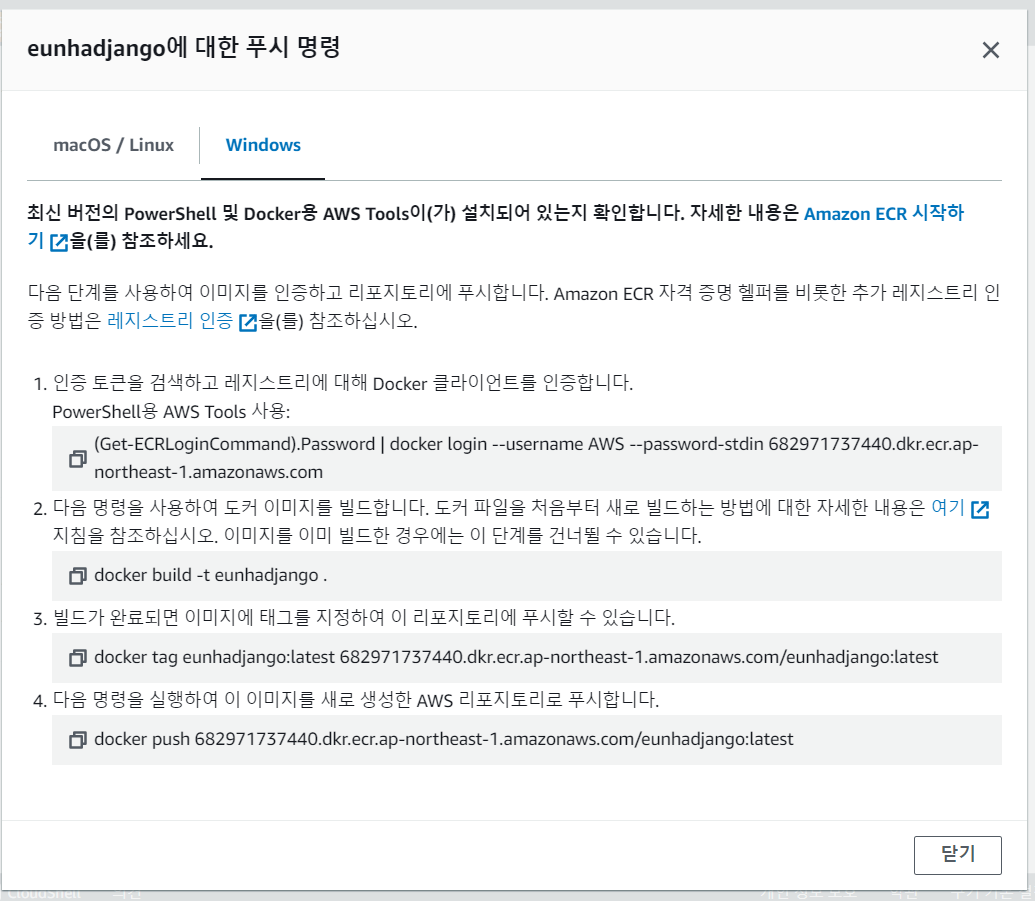 eunhadjango에 대한 푸시 명령
macOS / Linux
Windows
최신 버전의 PowerShell 및 Docker용 AWS Tools이(가) 설치되어 있는지 확인합니다. 자세한 내용은 Amazon ECR 시작하
기 을(를) 참조하세요.
다음 단계를 사용하여 이미지를 인증하고 리포지토리에 푸시합니다. Amazon ECR 자격 증명 헬퍼를 비롯한 추가 레지스트리 인
증 방법은 레지스트리 인증 을(를) 참조하십시오.
1. 인증 토큰을 검색하고 레지스트리에 대해 Docker 클라이언트를 인증합니다.
PowerShell용 AWS Tools 사용:
(Get-ECRLoginCommand).Password | docker login --username AWS --password-stdin 682971737440.dkr.ecr.ap-
northeast-1.amazonaws.com
2. 다음 명령을 사용하여 도커 이미지를 빌드합니다. 도커 파일을 처음부터 새로 빌드하는 방법에 대한 자세한 내용은 여기
지침을 참조하십시오. 이미지를 이미 빌드한 경우에는 이 단계를 건너뛸 수 있습니다.
docker build -t eunhadjango .
3. 빌드가 완료되면 이미지에 태그를 지정하여 이 리포지토리에 푸시할 수 있습니다.
docker tag eunhadjango:latest 682971737440.dkr.ecr.ap-northeast-1.amazonaws.com/eunhadjango:latest
4. 다음 명령을 실행하여 이 이미지를 새로 생성한 AWS 리포지토리로 푸시합니다.
docker push 682971737440.dkr.ecr.ap-northeast-1.amazonaws.com/eunhadjango:latest
닫기
CloudShell